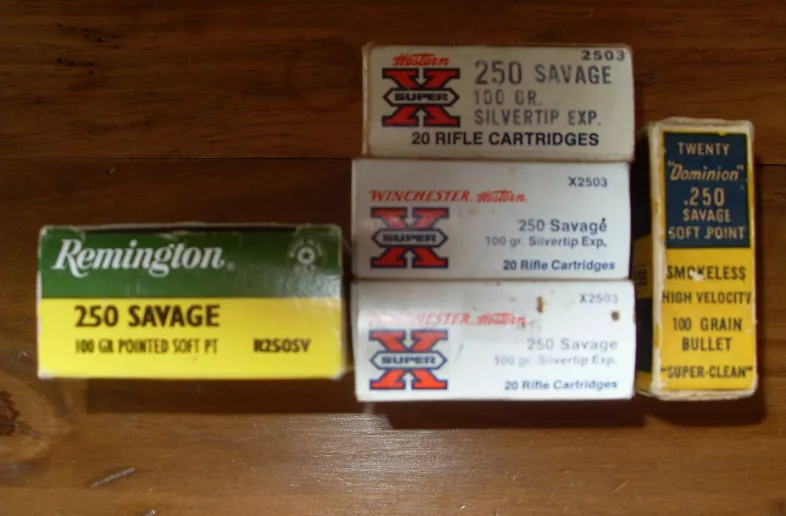 Remington.
250 SAVAGE
100 GR POINTED SOFT PT R250SV
2503
Western
SUPER X
250 SAVAGE
100 GR.
SILVERTIP EXP.
20 RIFLE CARTRIDGES
X2503
WINCHESTER Western
SUPER X
250 Savage
100 gr. Silvertip Exp.
20 Rifle Cartridges
X2503
WINCHESTER Western
SUPER X
250 Savage
100 gr. Silvertip Exp.
20 Rifle Cartridges
TWENTY
"Dominion"
.250
SAVAGE
SOFT POINT
SMOKELESS
HIGH VELOCITY
100 GRAIN
BULLET
"SUPER-CLEAN"